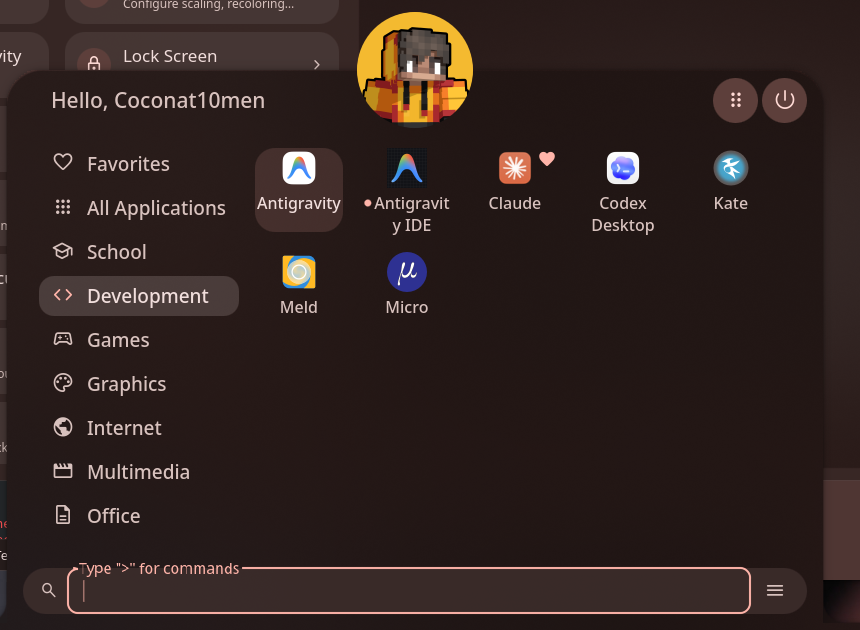 Configure scaling, recoloring...
vity
Lock Screen
Hello, Coconat10men
Favorites
All Applications
School
Development
Games
Graphics
Internet
Multimedia
Office
Antigravity
Antigravit
y IDE
Claude
Codex
Desktop
Kate
Meld
μ
Micro
Type ">" for commands